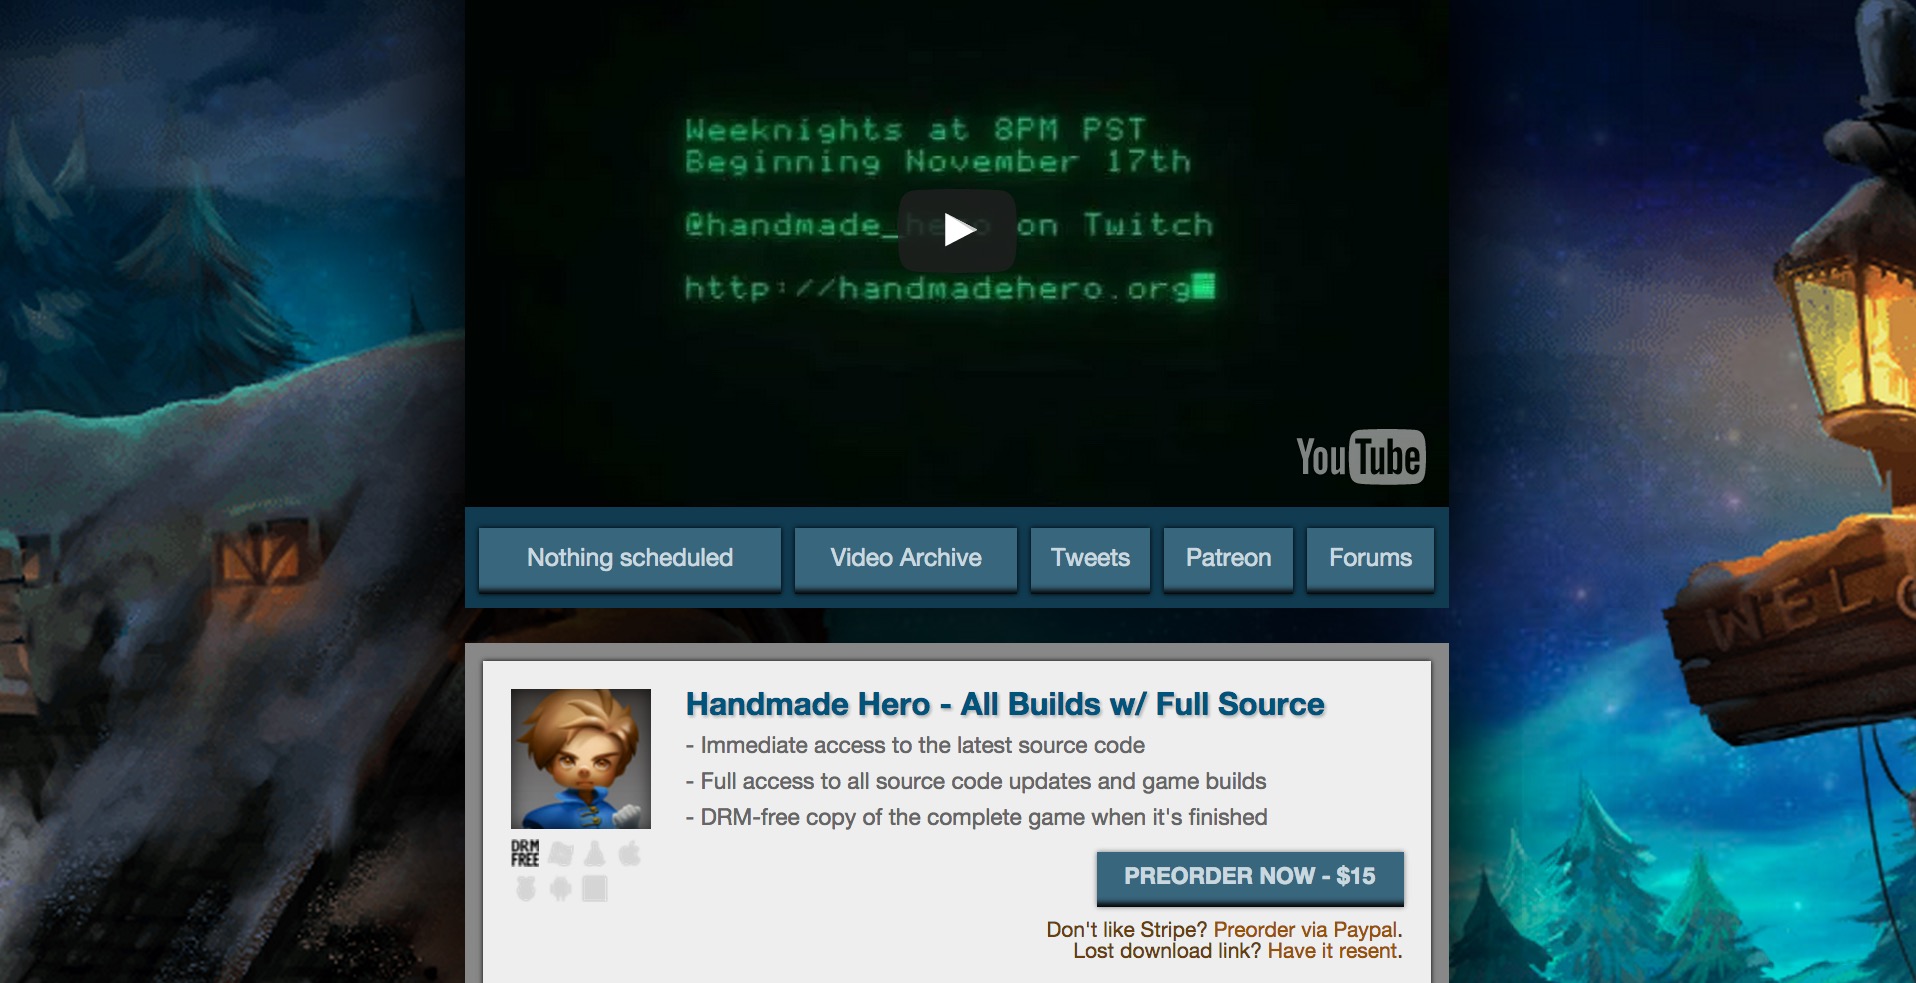 Weeknights at 8PM PST
Beginning November 17th
@handmade_hero on Twitch
http://handmadehero.org
YouTube
Nothing scheduled
Video Archive
Tweets
Patreon
Forums
WELC
Handmade Hero - All Builds w/ Full Source
- Immediate access to the latest source code
- Full access to all source code updates and game builds
- DRM-free copy of the complete game when it's finished
DRM
FREE
PREORDER NOW - $15
Don't like Stripe? Preorder via Paypal.
Lost download link? Have it resent.